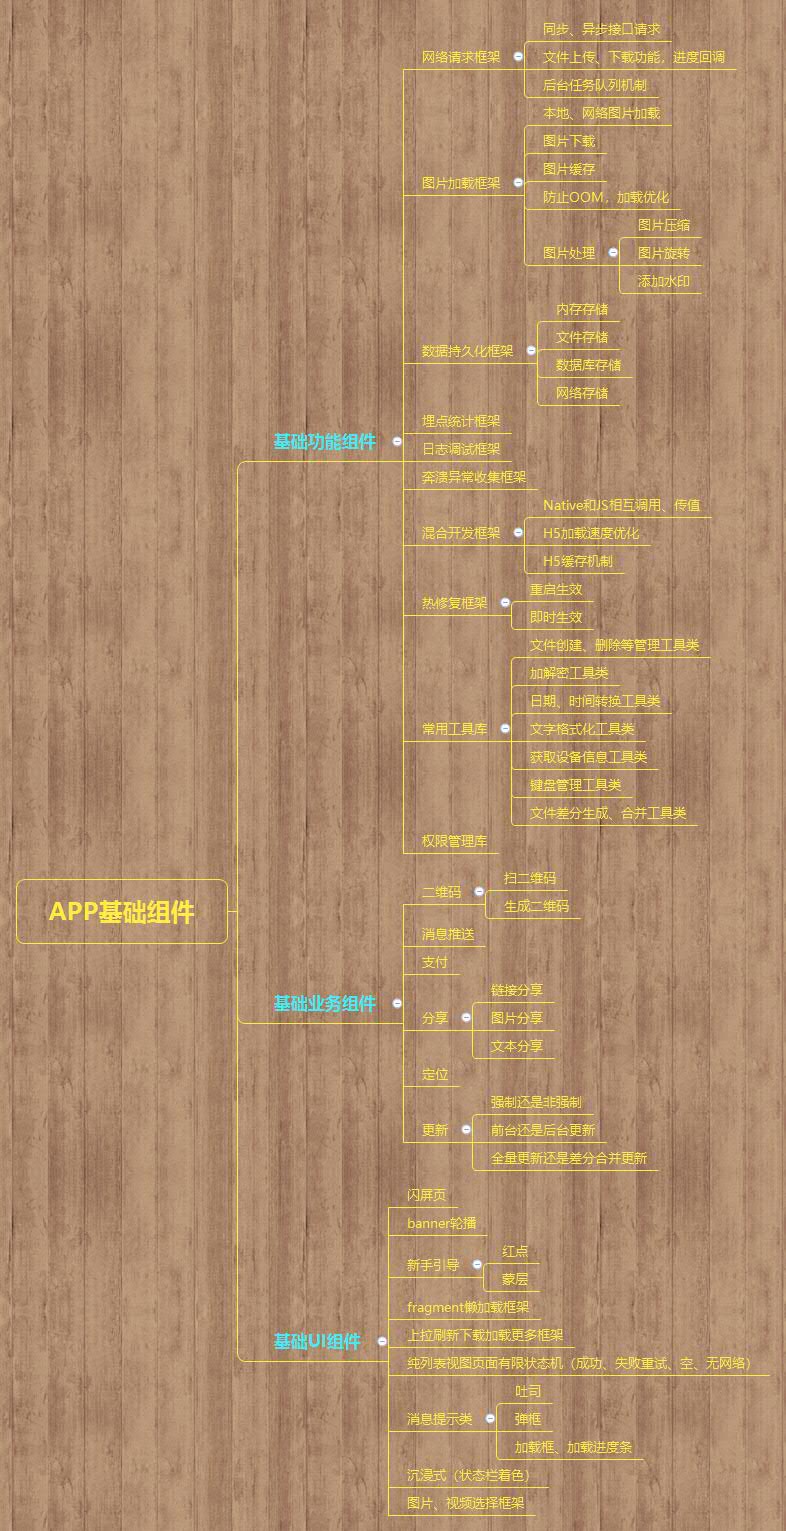 同步、异步接口请求
网络请求框架
文件上传、下载功能，进度回调
后台任务队列机制
本地、网络图片加载
图片下载
图片缓存
图片加载框架
防止OOM，加载优化
图片压缩
图片处理
图片旋转
添加水印
内存存储
文件存储
数据持久化框架
数据库存储
网络存储
埋点统计框架
基础功能组件
日志调试框架
奔溃异常收集框架
Native和JS相互调用、传值
混合开发框架
H5加载速度优化
H5缓存机制
重启生效
热修复框架
即时生效
文件创建、删除等管理工具类
加解密工具类
日期、时间转换工具类
常用工具库
文字格式化工具类
获取设备信息工具类
键盘管理工具类
文件差分生成、合并工具类
权限管理库
APP基础组件
扫二维码
二维码
生成二维码
消息推送
支付
链接分享
基础业务组件
分享
图片分享
文本分享
定位
强制还是非强制
更新
前台还是后台更新
全量更新还是差分合并更新
闪屏页
banner轮播
红点
新手引导
蒙层
fragment懒加载框架
基础UI组件
上拉刷新下载加载更多框架
纯列表视图页面有限状态机（成功、失败重试、空、无网络）
吐司
消息提示类
弹框
加载框、加载进度条
沉浸式（状态栏着色）
图片、视频选择框架